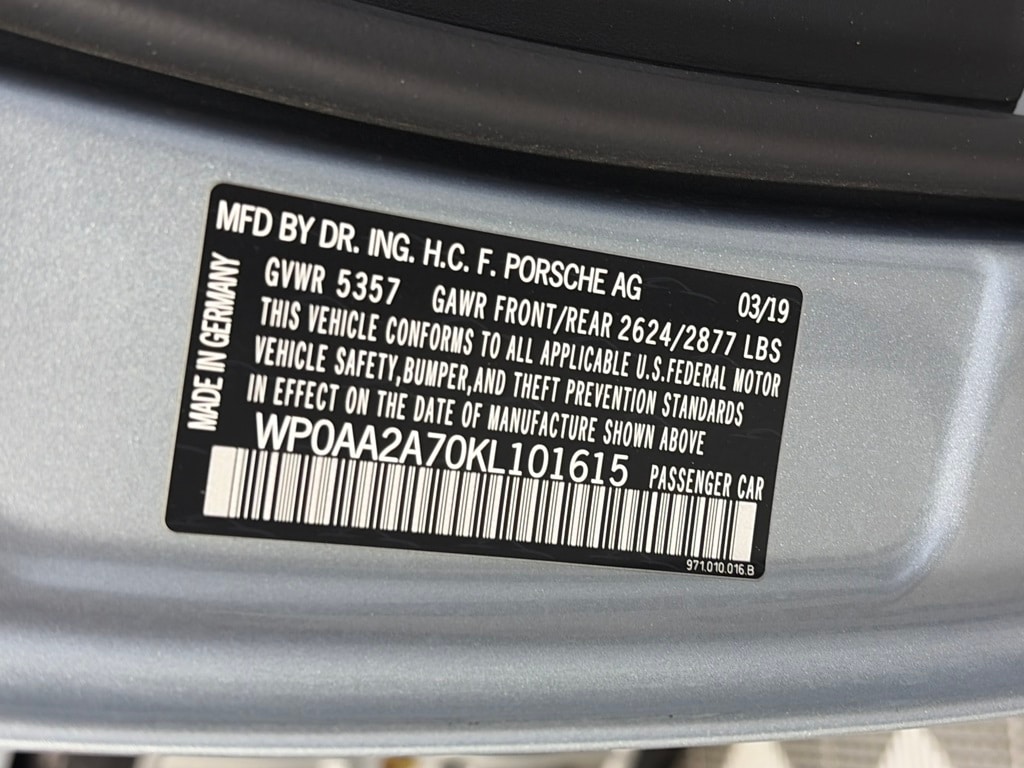 MFD BY DR. ING. H.C. F. PORSCHE AG 03/19
GVWR 5357 GAWR FRONT/REAR 2624/2877 LBS
THIS VEHICLE CONFORMS TO ALL APPLICABLE U.S.FEDERAL MOTOR
VEHICLE SAFETY,BUMPER,AND THEFT PREVENTION STANDARDS
IN EFFECT ON THE DATE OF MANUFACTURE SHOWN ABOVE
WP0AA2A70KL101615 PASSENGER CAR
971.010.016.B
MADE IN GERMANY